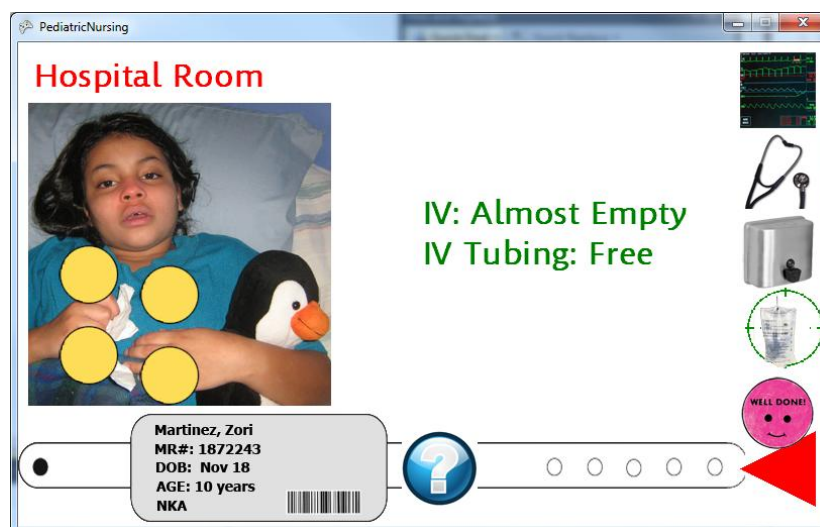 PediatricNursing
Hospital Room
IV: Almost Empty
IV Tubing: Free
WELL DONE!
Martinez, Zori
MR#: 1872243
DOB: Nov 18
AGE: 10 years
NKA
?